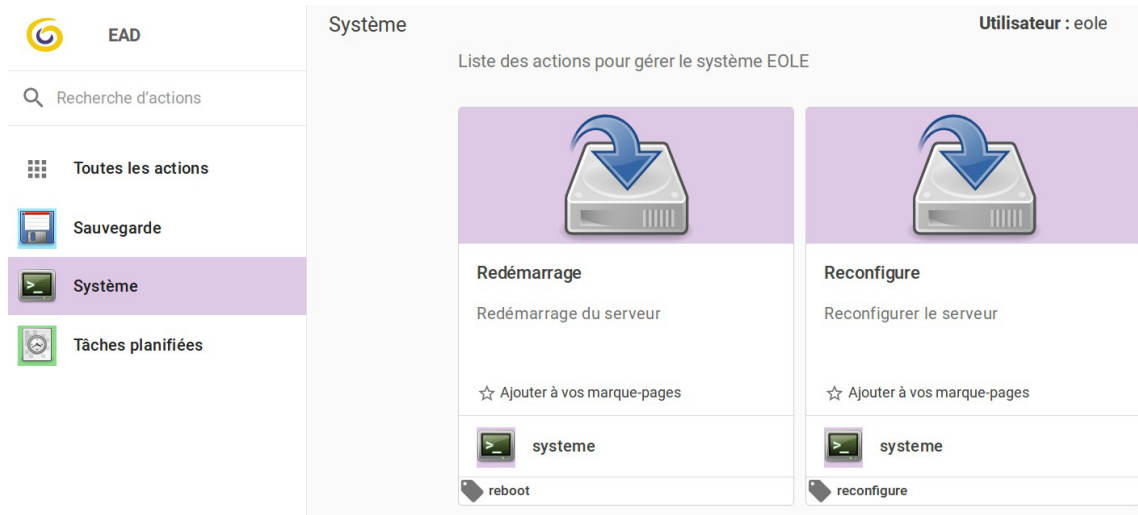 EAD
Recherche d'actions
Toutes les actions
Sauvegarde
Système
Tâches planifiées
Système
Utilisateur : eole
Liste des actions pour gérer le système EOLE
Redémarrage
Redémarrage du serveur
Ajouter à vos marque-pages
systeme
reboot
Reconfigure
Reconfigurer le serveur
Ajouter à vos marque-pages
systeme
reconfigure